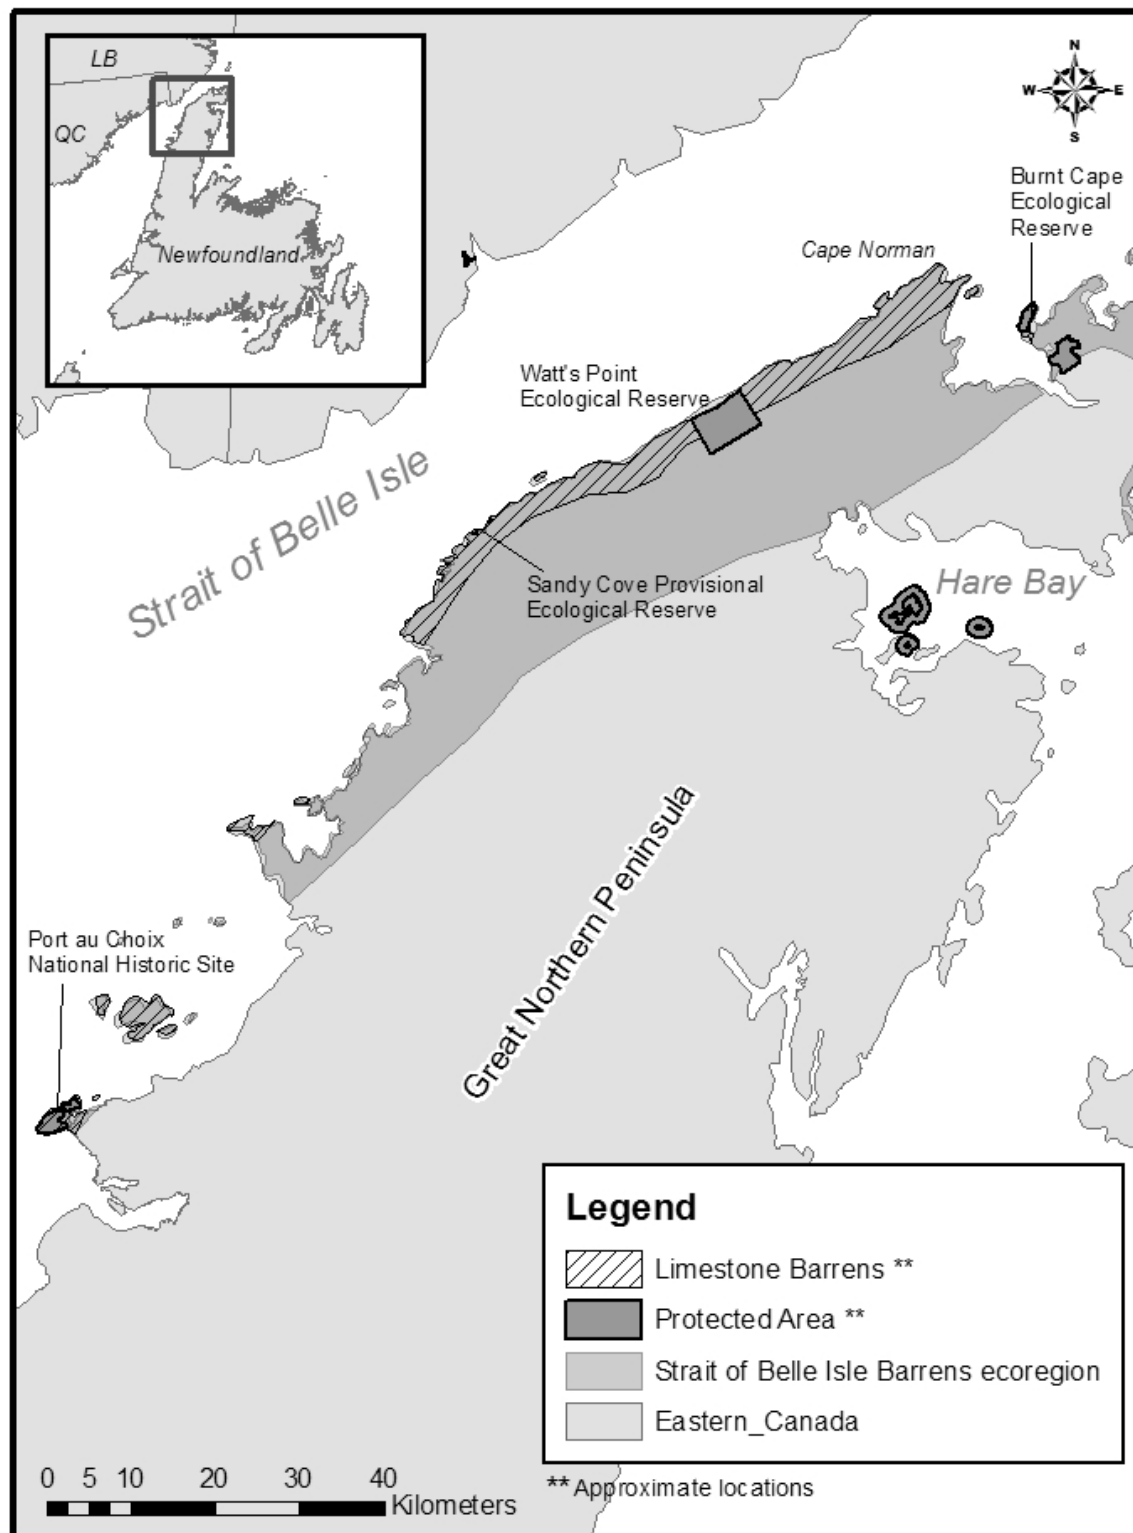 LB
QC
Newfoundland
N
W
E
S
Burnt Cape
Ecological
Reserve
Cape Norman
Watt's Point
Ecological Reserve
Strait of Belle Isle
Sandy Cove Provisional
Ecological Reserve
Hare Bay
Great Northern Peninsula
Port au Choix
National Historic Site
Legend
Limestone Barrens **
Protected Area **
Strait of Belle Isle Barrens ecoregion
Eastern_Canada
0 5 10 20 30 40
Kilometers
** Approximate locations